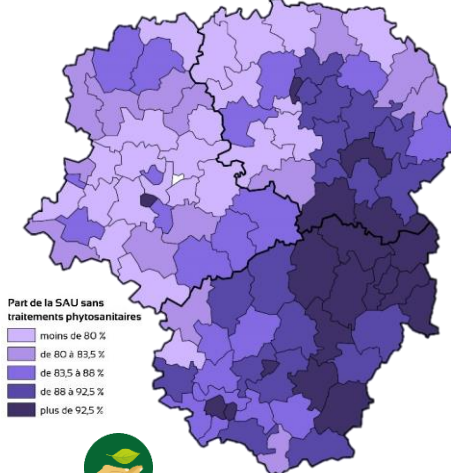 Part de la SAU sans
traitements phytosanitaires
moins de 80 %
de 80 à 83,5 %
de 83,5 à 88 %
de 88 à 92,5 %
plus de 92,5 %